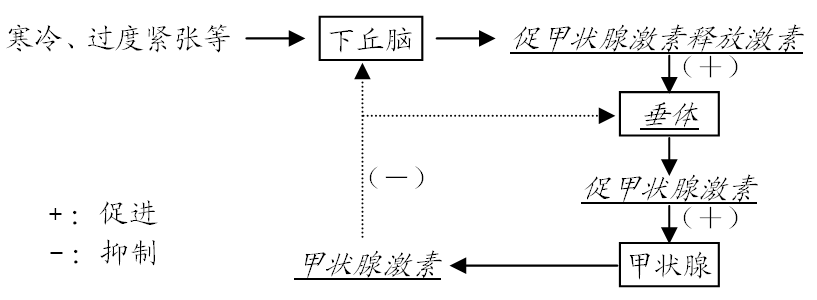 寒冷、过度紧张等
下丘脑
促甲状腺激素释放激素
(+)
垂体
(-)
促甲状腺激素
+：促进
(+)
-：抑制
甲状腺激素
甲状腺